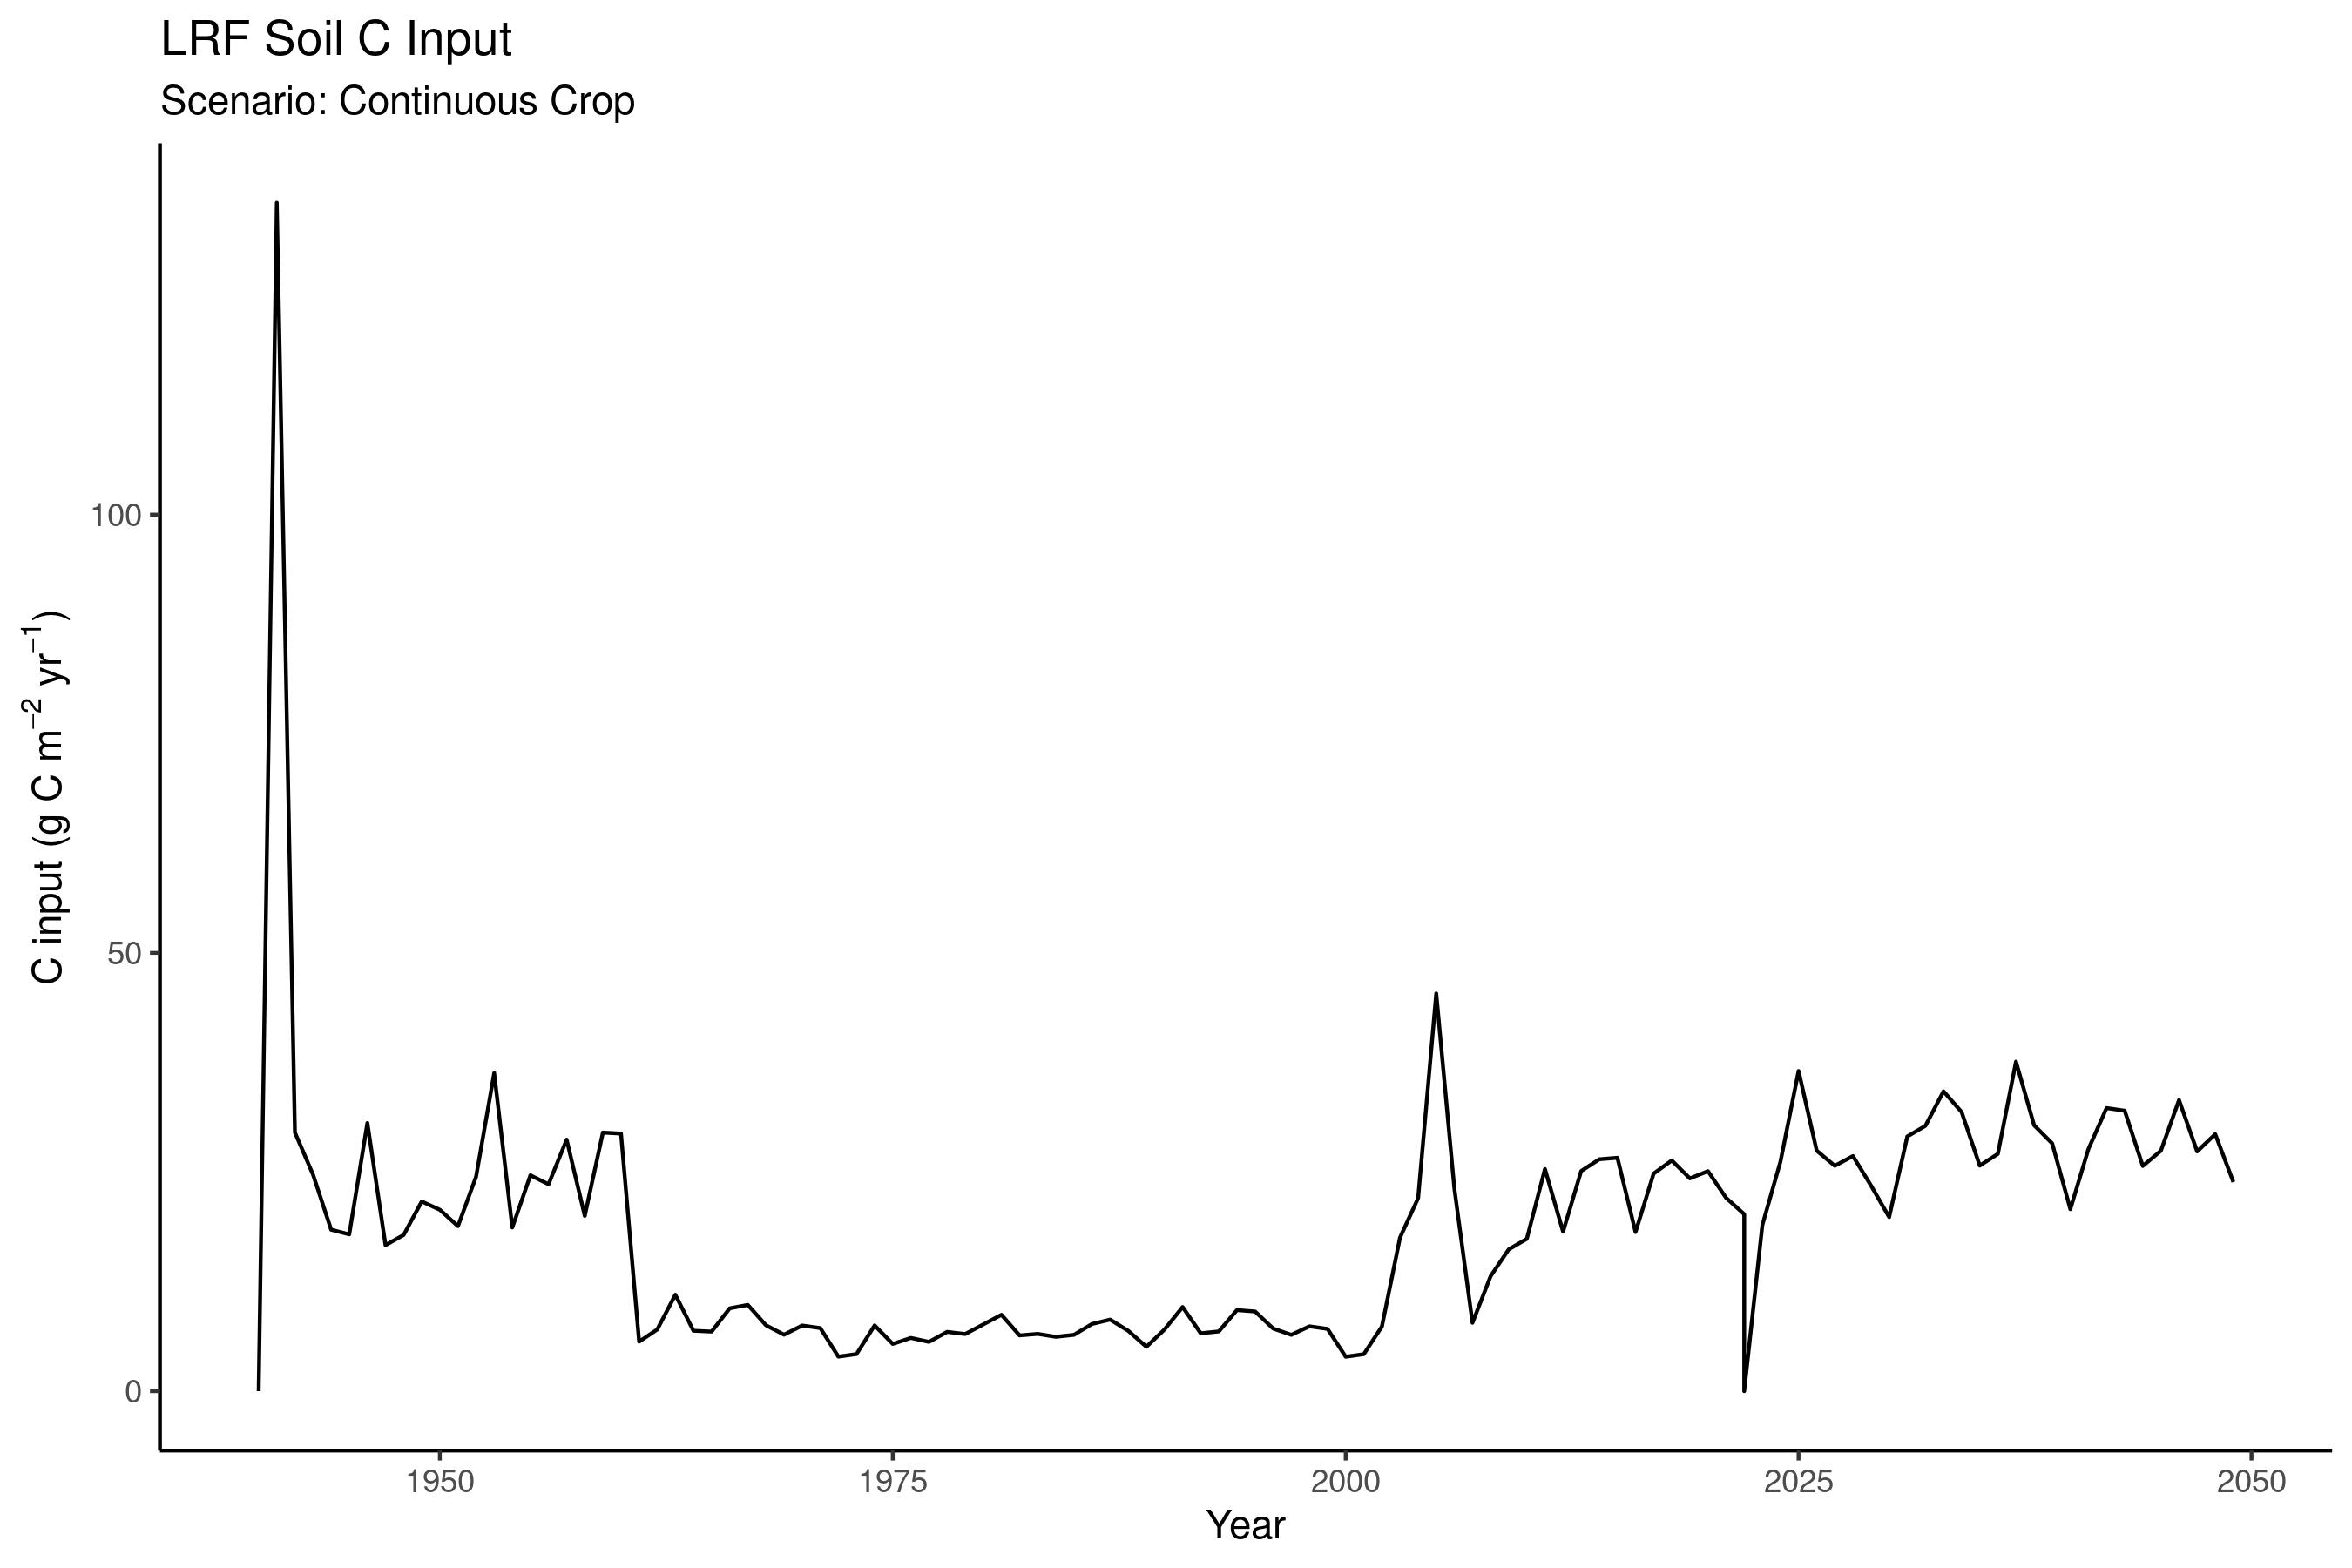 LRF Soil C Input
Scenario: Continuous Crop
C input (g C m⁻² yr⁻¹)
100
50
0
1950
1975
2000
2025
2050
Year